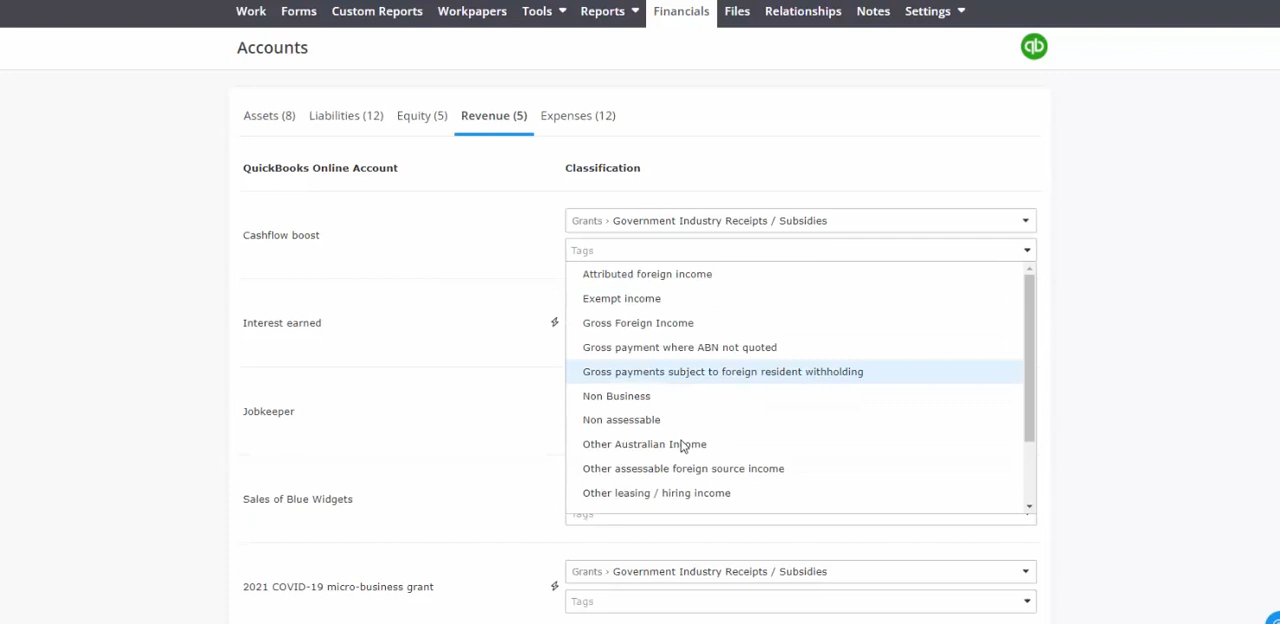 Work Forms Custom Reports Workpapers Tools Reports Financials Files Relationships Notes Settings
Accounts
qb
Assets (8) Liabilities (12) Equity (5) Revenue (5) Expenses (12)
QuickBooks Online Account Classification
Grants › Government Industry Receipts / Subsidies
Cashflow boost
Tags
Attributed foreign income
Exempt income
Interest earned
Gross Foreign Income
Gross payment where ABN not quoted
Gross payments subject to foreign resident withholding
Non Business
Jobkeeper
Non assessable
Other Australian Income
Other assessable foreign source income
Other leasing / hiring income
Sales of Blue Widgets
Tags
Grants › Government Industry Receipts / Subsidies
2021 COVID-19 micro-business grant
Tags